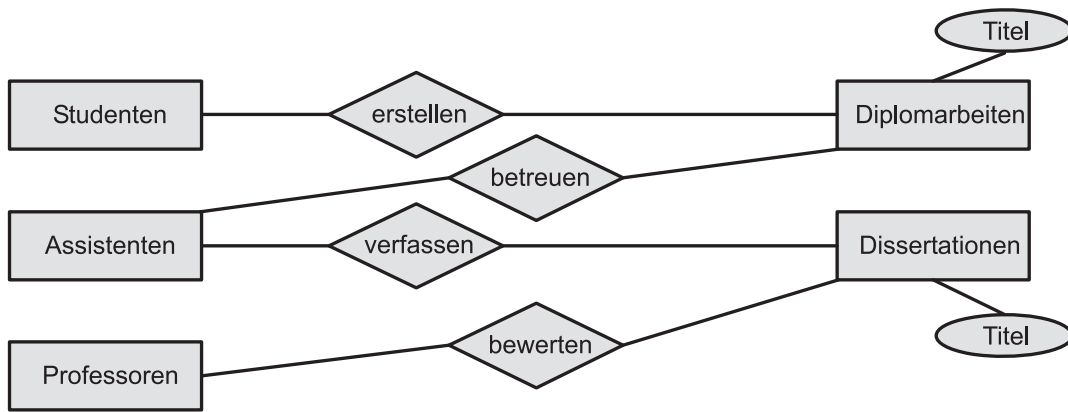 Titel
Studenten
erstellen
Diplomarbeiten
betreuen
Assistenten
verfassen
Dissertationen
bewerten
Titel
Professoren